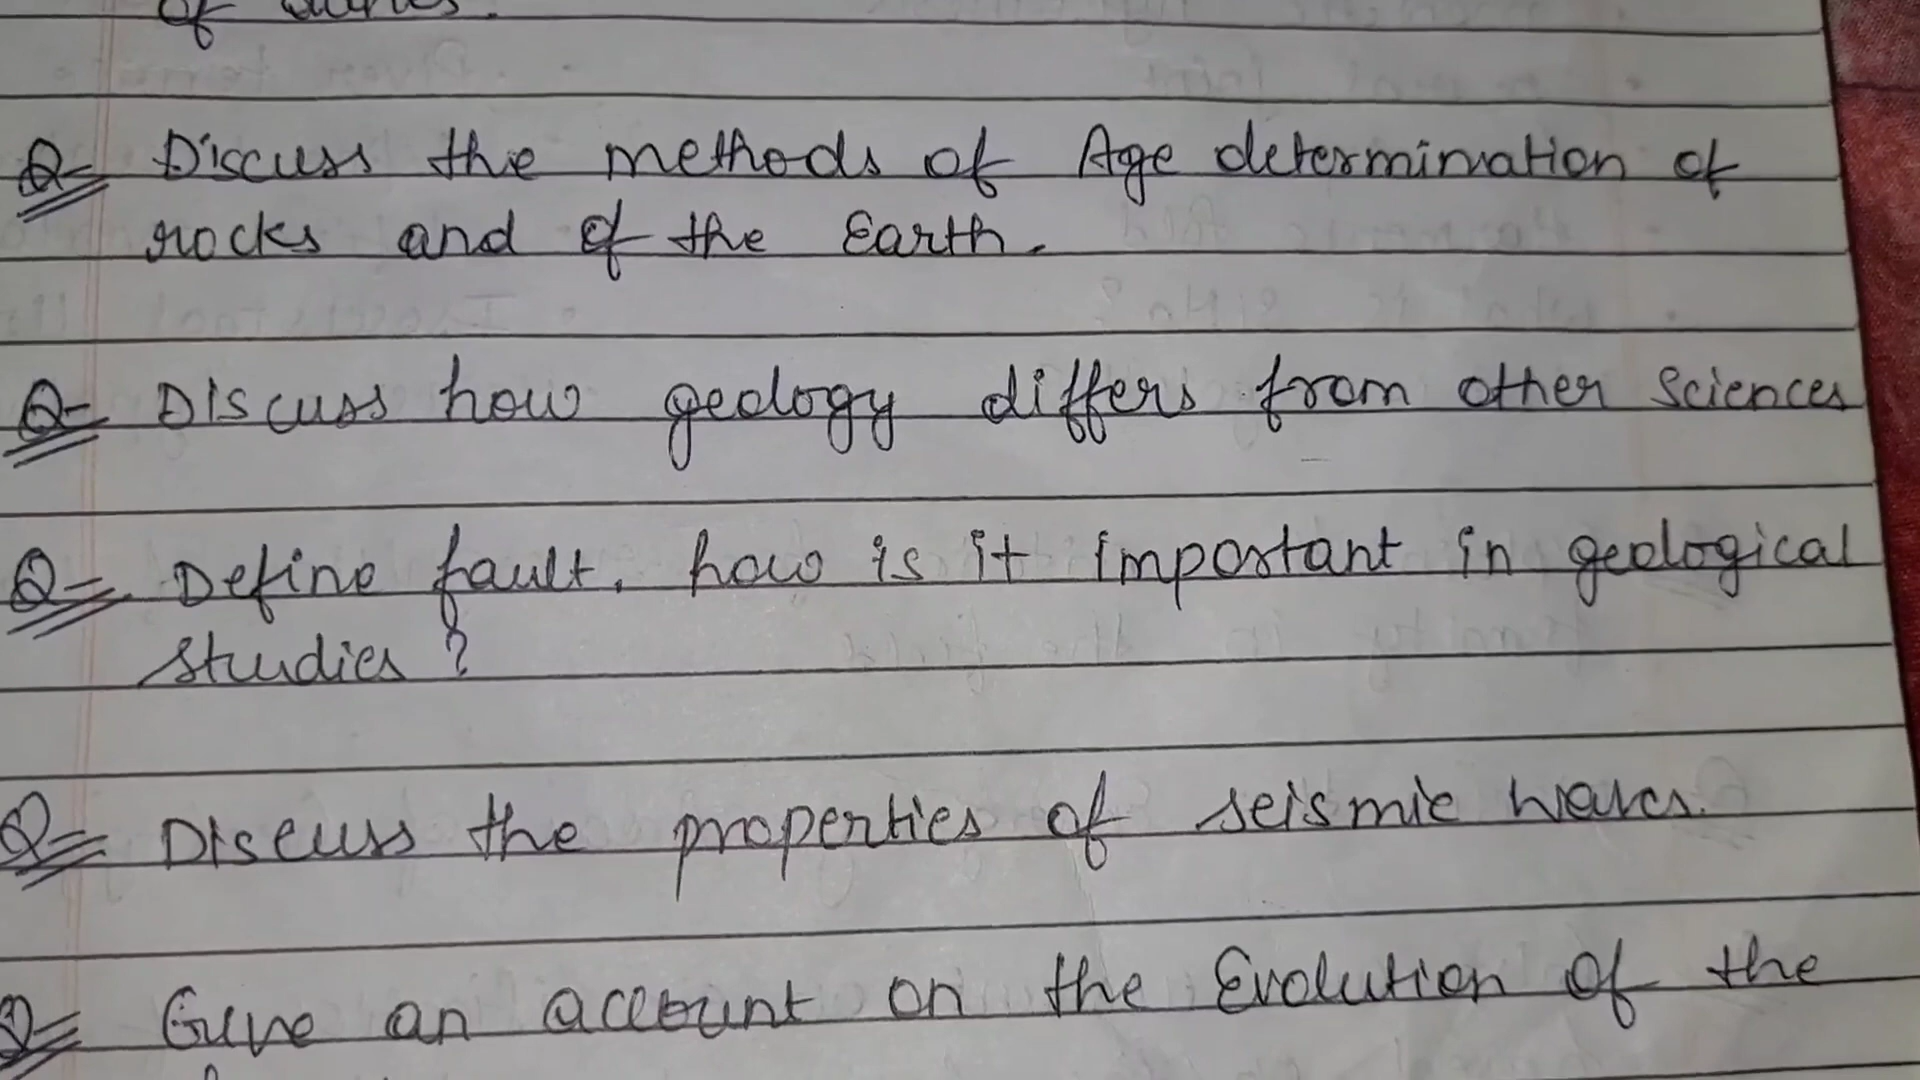 of
Q- Discuss the methods of Age determination of
rocks and of the Earth.
Q- Discuss how geology differs from other Sciences
Q- Define fault. how is it important in geological
studies?
Q- Discuss the properties of seismic waves.
Q- Give an account on the Evolution of the